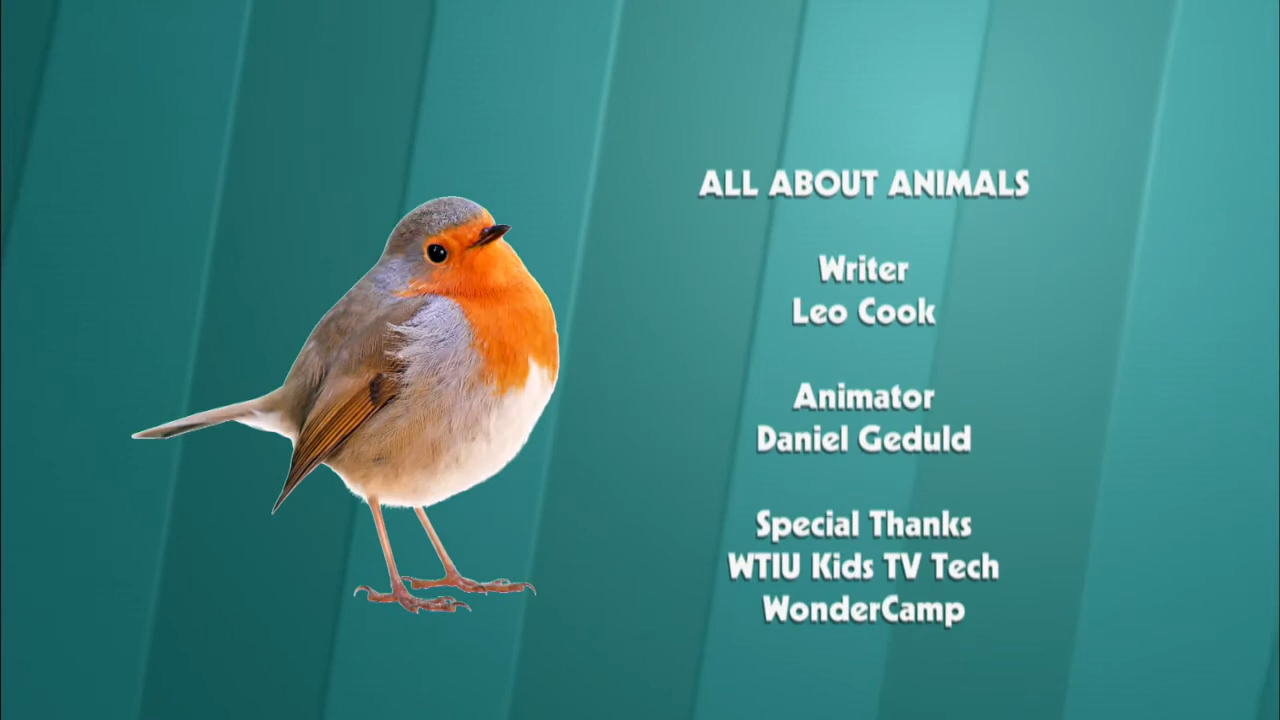 ALL ABOUT ANIMALS
Writer
Leo Cook
Animator
Daniel Geduld
Special Thanks
WTIU Kids TV Tech
WonderCamp